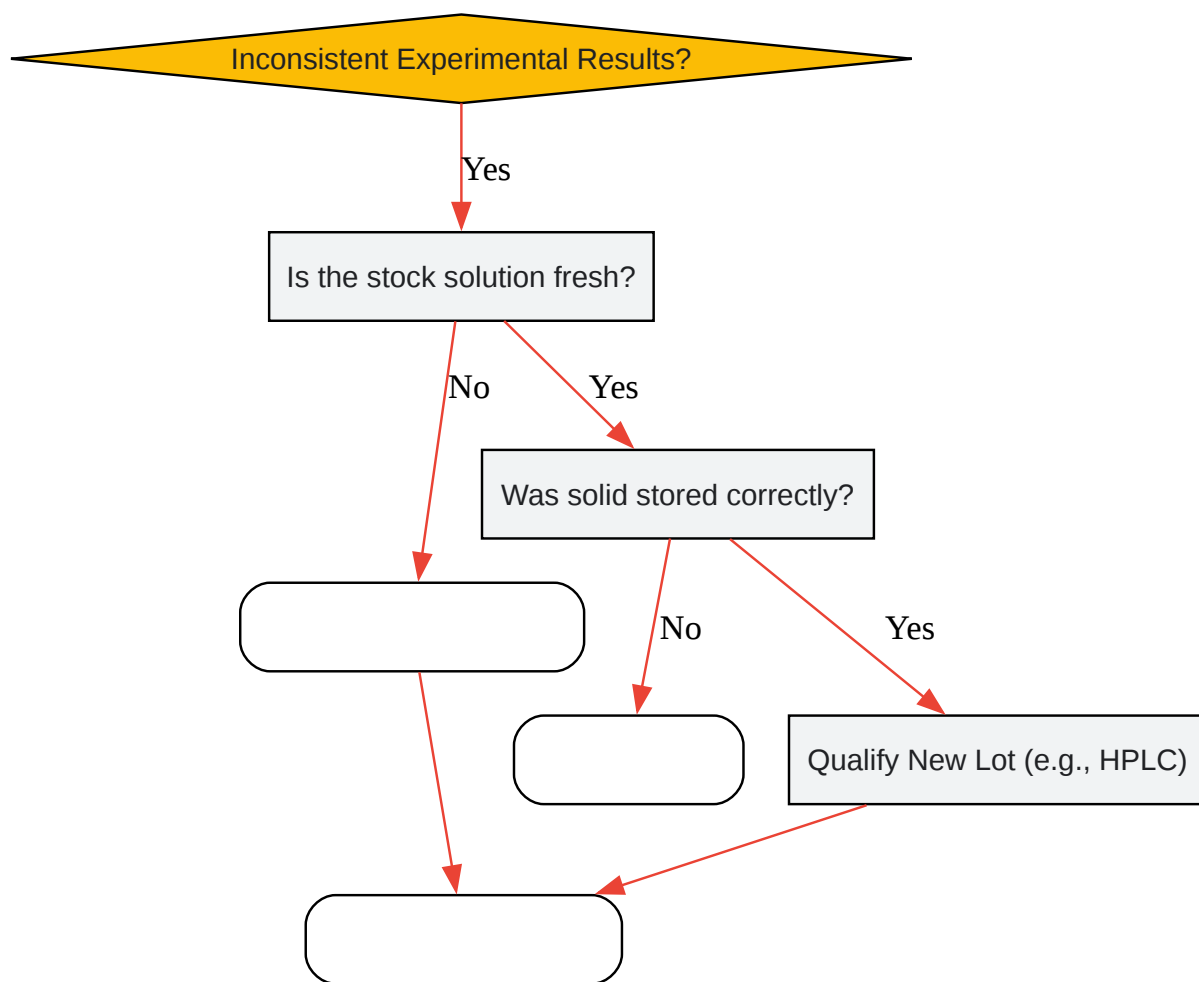 Inconsistent Experimental Results?
Yes
Is the stock solution fresh?
No
Yes
Was solid stored correctly?
No
Yes
Qualify New Lot (e.g., HPLC)